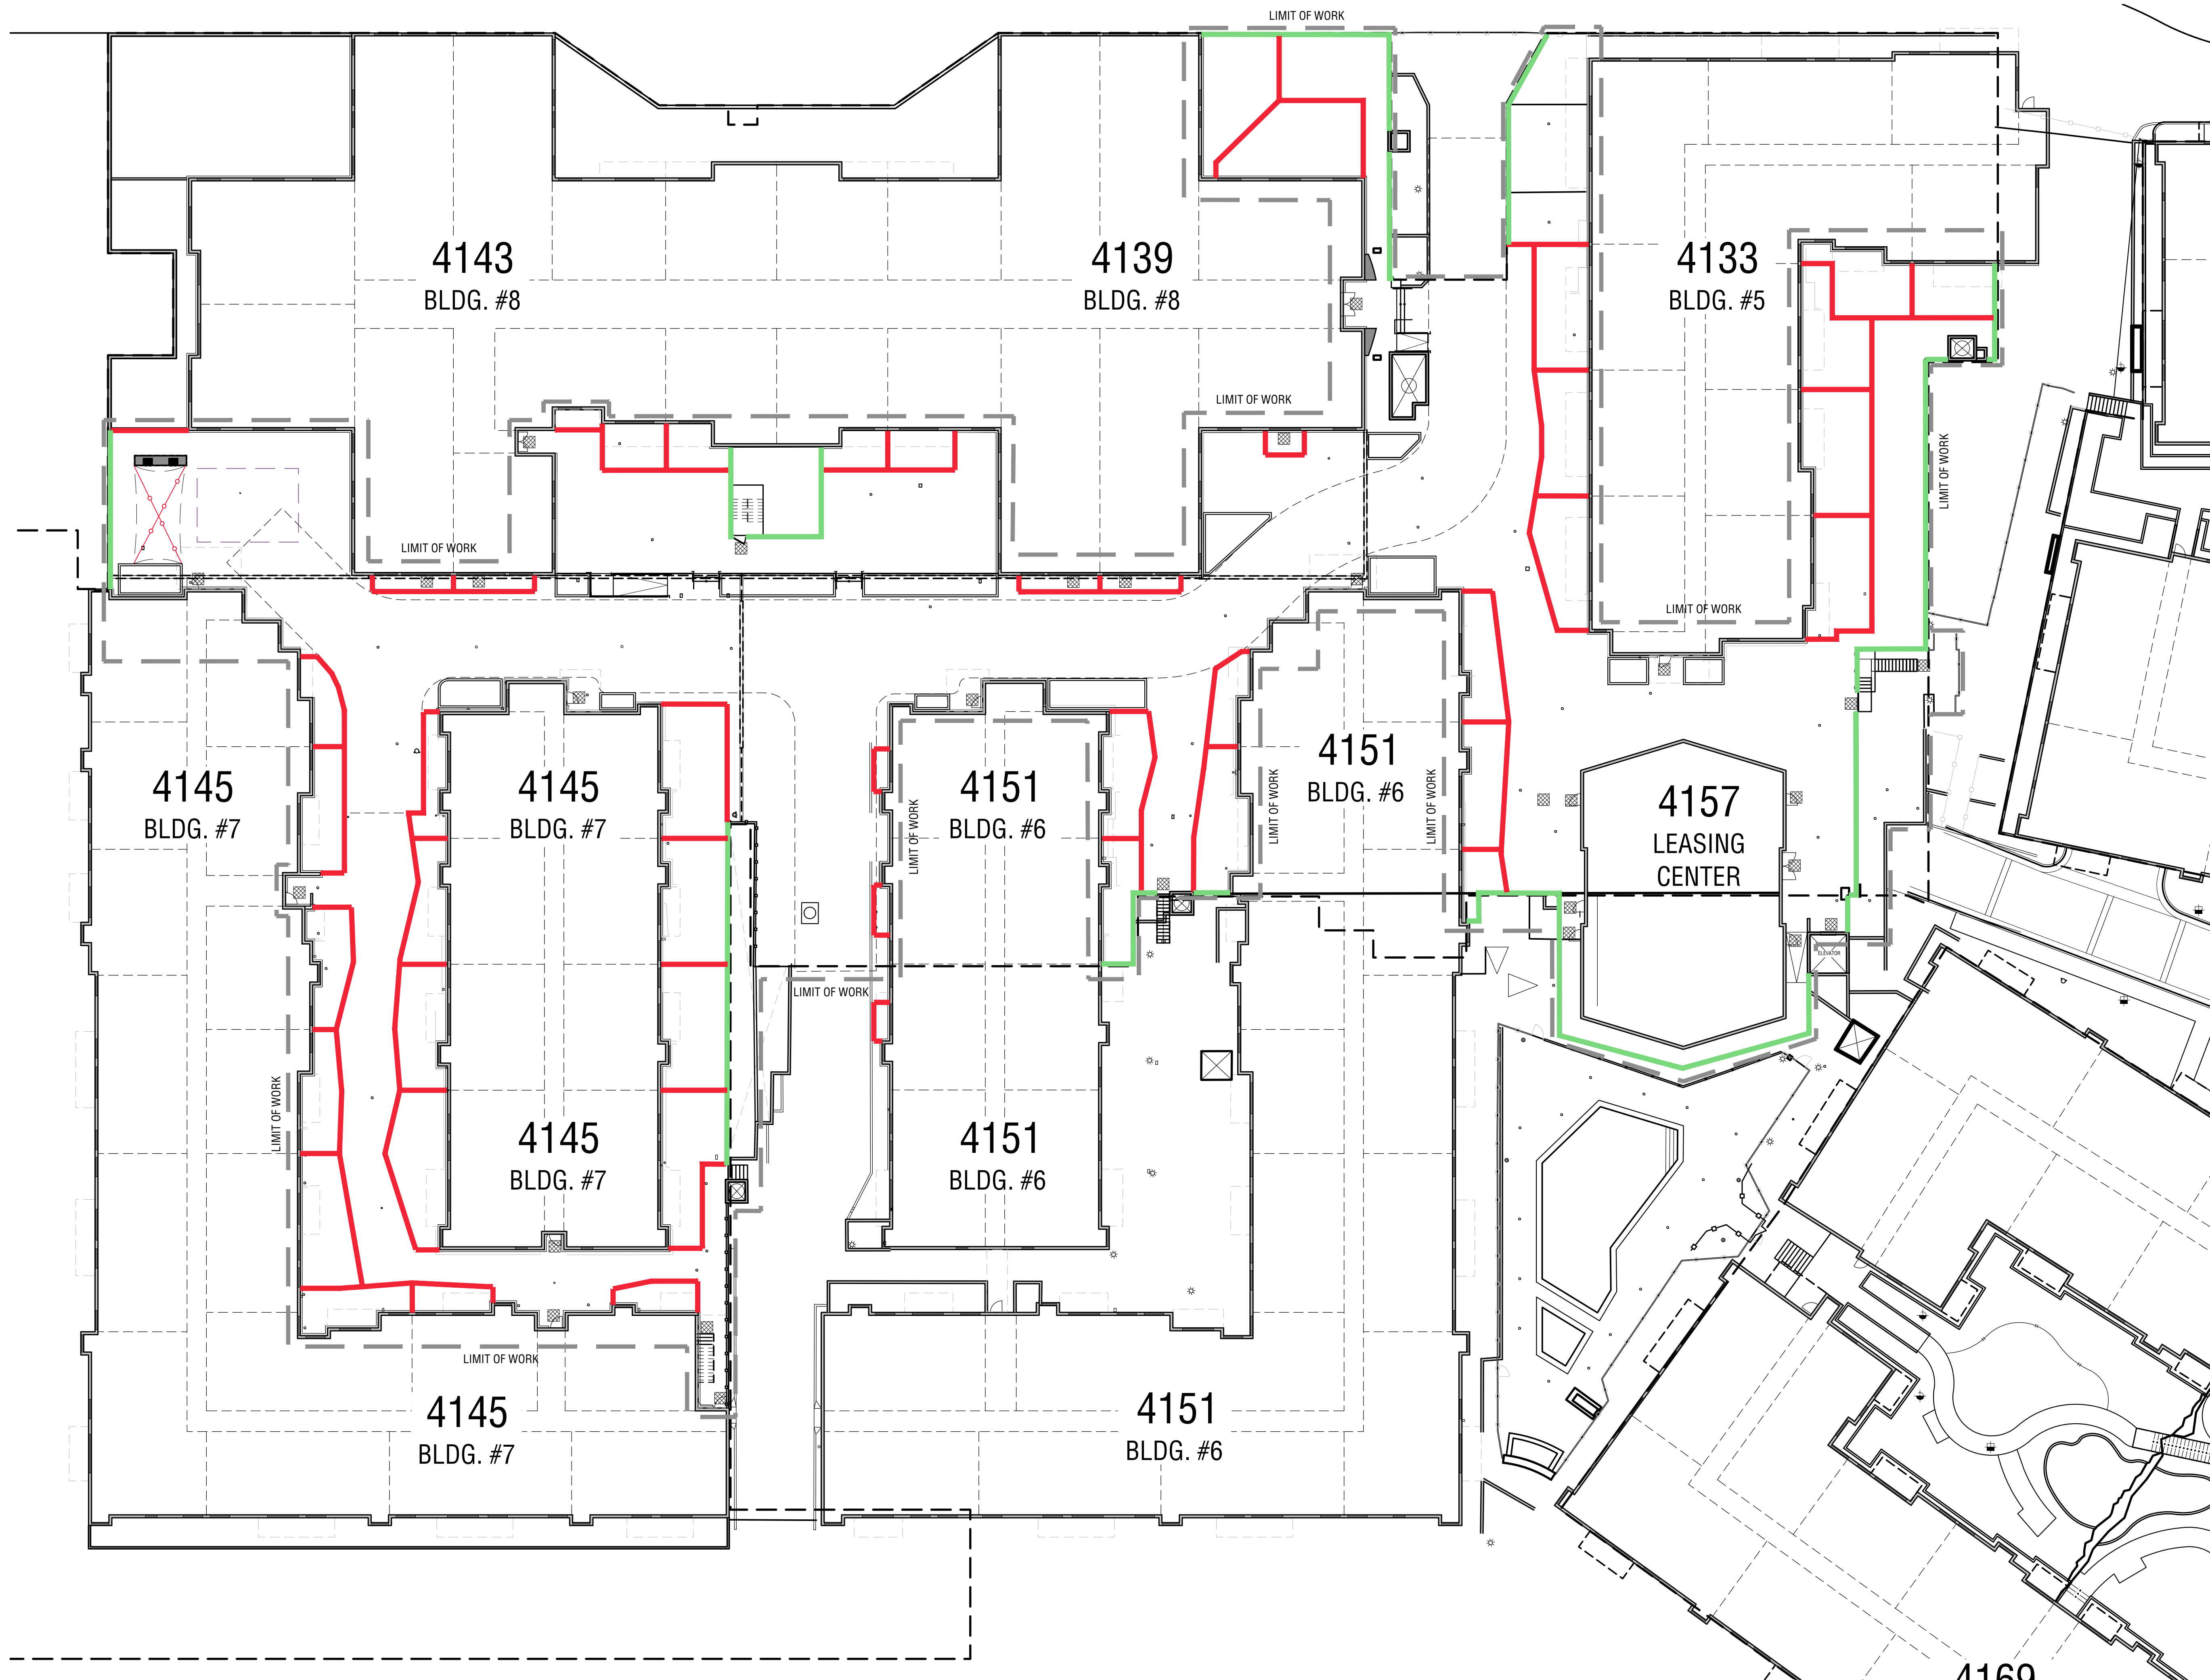 LIMIT OF WORK
4143
BLDG. #8
4139
BLDG. #8
4133
BLDG. #5
LIMIT OF WORK
LIMIT OF WORK
LIMIT OF WORK
LIMIT OF WORK
4145
BLDG. #7
4145
BLDG. #7
LIMIT OF WORK
4151
BLDG. #6
LIMIT OF WORK
4151
BLDG. #6
LIMIT OF WORK
4157
LEASING
CENTER
ELEVATOR
LIMIT OF WORK
LIMIT OF WORK
4145
BLDG. #7
4151
BLDG. #6
LIMIT OF WORK
4145
BLDG. #7
4151
BLDG. #6
4169